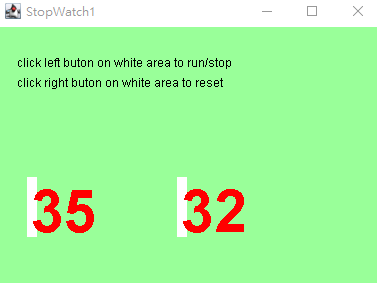 StopWatch1
click left buton on white area to run/stop
click right buton on white area to reset
35 32